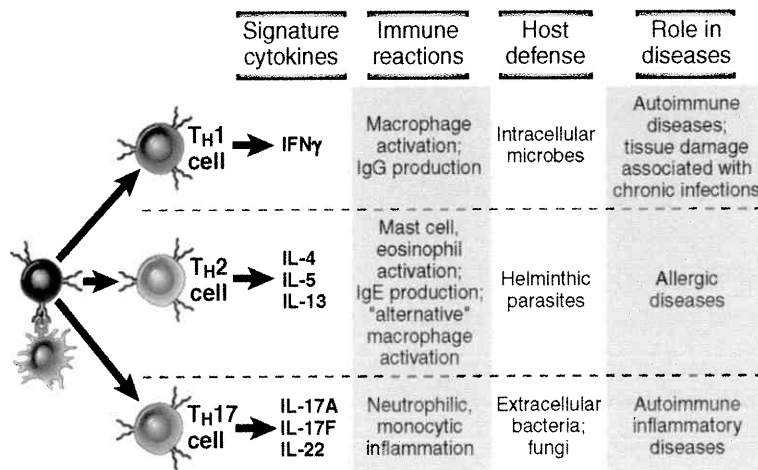 Signature
cytokines
Immune
reactions
Host
defense
Role in
diseases
TH1
cell
IFNγ
Macrophage
activation;
IgG production
Intracellular
microbes
Autoimmune
diseases;
tissue damage
associated with
chronic infections
TH2
cell
IL-4
IL-5
IL-13
Mast cell,
eosinophil
activation;
IgE production;
"alternative"
macrophage
activation
Helminthic
parasites
Allergic
diseases
TH17
cell
IL-17A
IL-17F
IL-22
Neutrophilic,
monocytic
inflammation
Extracellular
bacteria;
fungi
Autoimmune
inflammatory
diseases